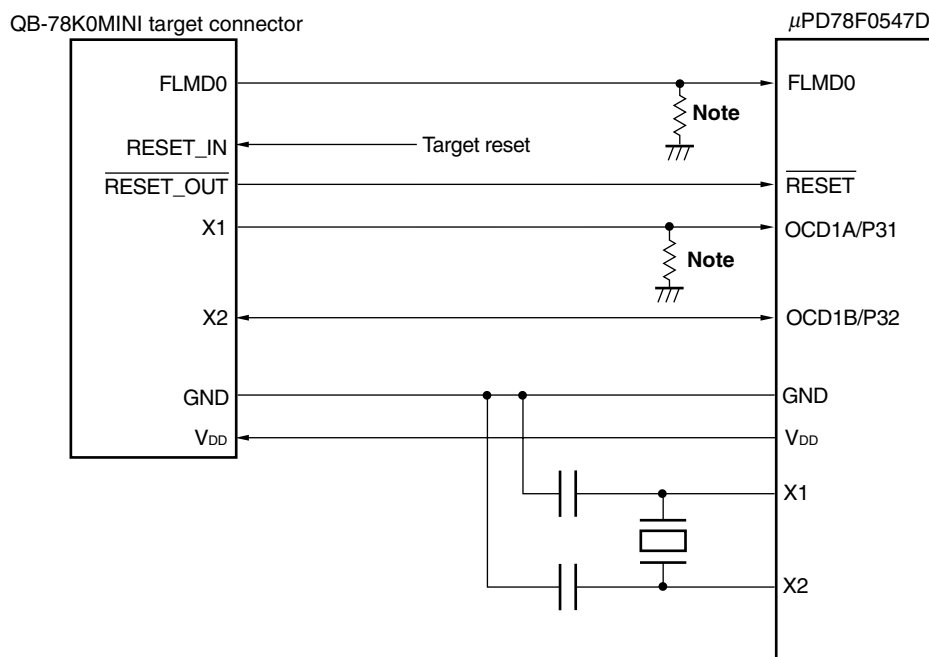 QB-78K0MINI target connector
μPD78F0547D
FLMD0
Note
FLMD0
RESET_IN
Target reset
RESET_OUT
RESET
X1
Note
OCD1A/P31
X2
OCD1B/P32
GND
GND
VDD
VDD
X1
X2